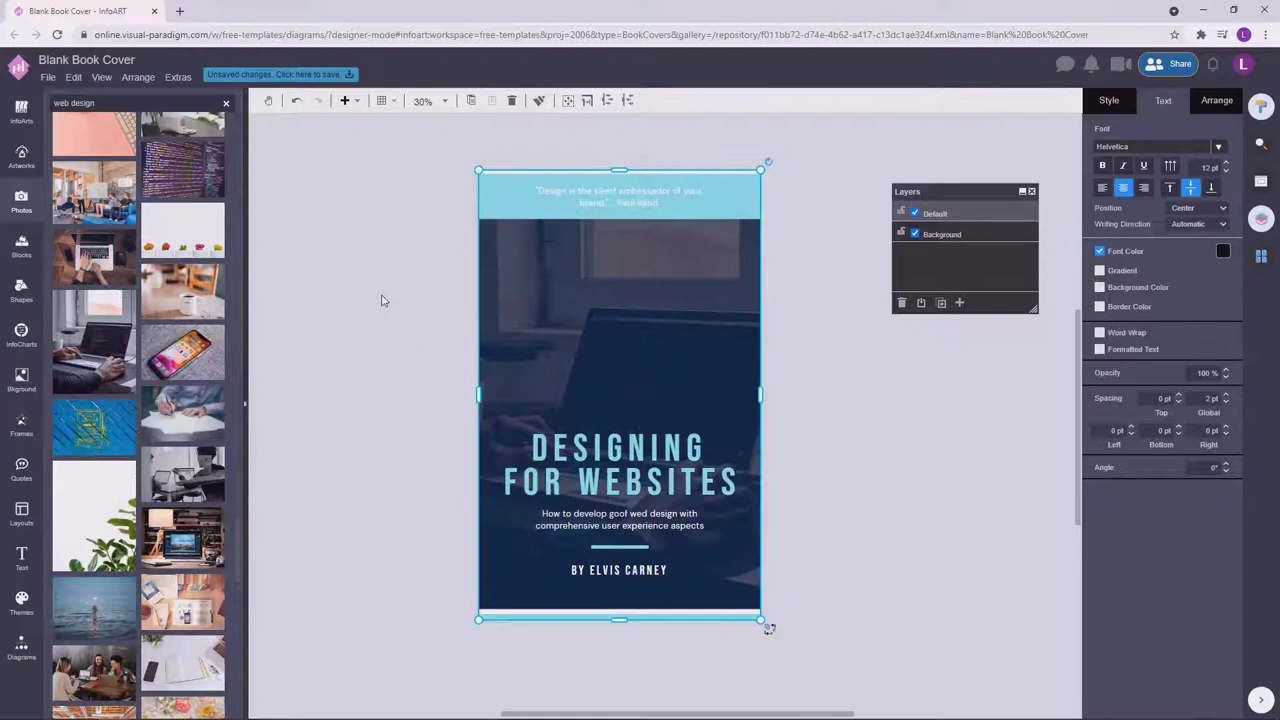 Blank Book Cover - InfoART
online.visual-paradigm.com/w/free-templates/diagrams/?designer-mode#infoart:workspace=free-templates&proj=2006&type=BookCovers&gallery=/repository/f011bb72-d74e-4b62-a417-c13dc1ae324f.xml&name=Blank%20Book%20Cover
L
Blank Book Cover
File Edit View Arrange Extras
Unsaved changes. Click here to save.
Share
L
web design
30%
Style Text Arrange
InfoArts
Artworks
Photos
Blocks
Shapes
InfoCharts
Bkground
Frames
Quotes
Layouts
Text
Themes
Diagrams
"Design is the silent ambassador of your
brand" - Paul Rand
DESIGNING
FOR WEBSITES
How to develop goof wed design with
comprehensive user experience aspects
BY ELVIS CARNEY
Layers
Default
Background
Font
Helvetica
B I U 12 pt
Position Center
Writing Direction Automatic
Font Color
Gradient
Background Color
Border Color
Word Wrap
Formatted Text
Opacity 100 %
Spacing 0 pt 2 pt
Top Global
0 pt 0 pt 6 pt
Left Bottom Right
Angle 0°